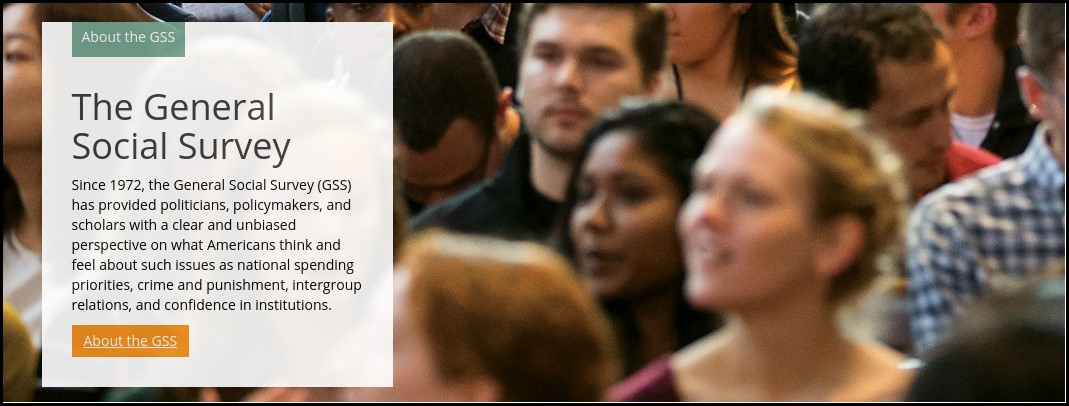 About the GSS
The General
Social Survey
Since 1972, the General Social Survey (GSS)
has provided politicians, policymakers, and
scholars with a clear and unbiased
perspective on what Americans think and
feel about such issues as national spending
priorities, crime and punishment, intergroup
relations, and confidence in institutions.
About the GSS